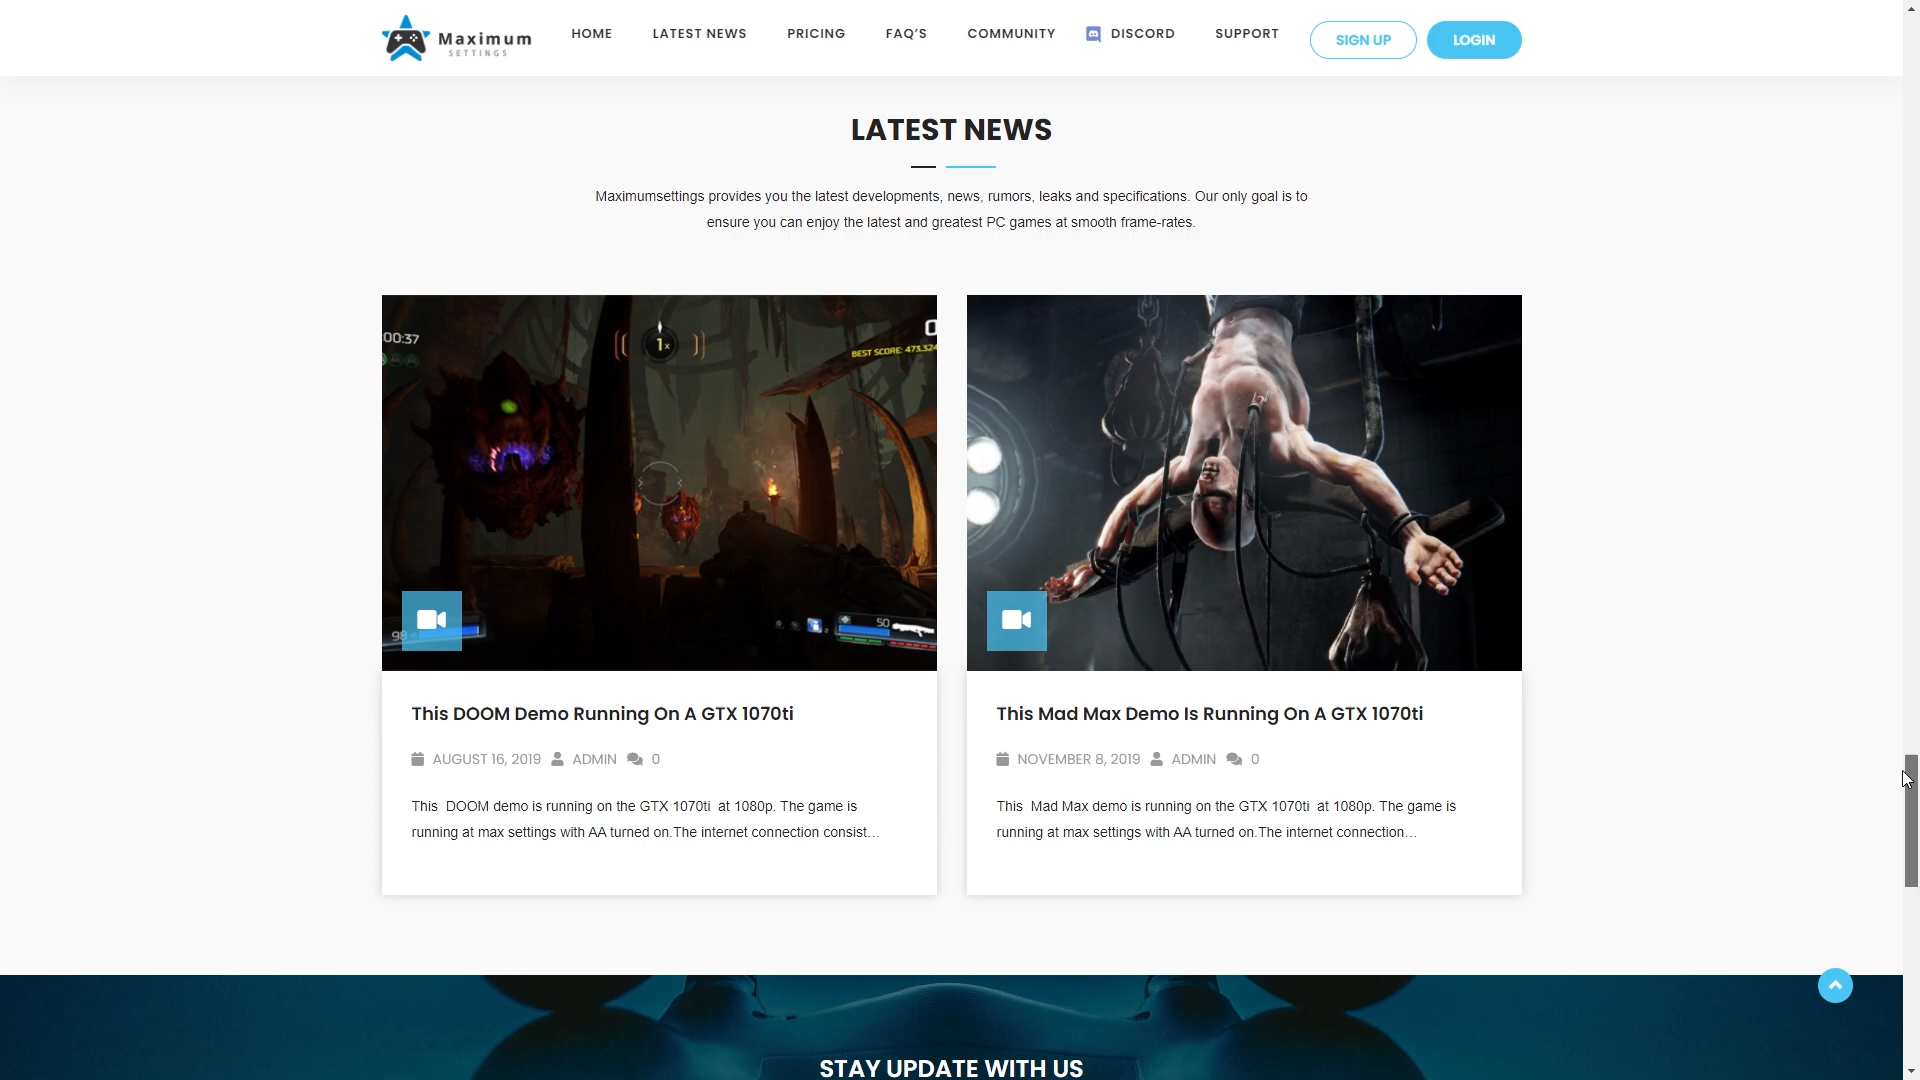 Maximum
SETTINGS
HOME
LATEST NEWS
PRICING
FAQ'S
COMMUNITY
DISCORD
SUPPORT
SIGN UP
LOGIN
LATEST NEWS
Maximumsettings provides you the latest developments, news, rumors, leaks and specifications. Our only goal is to
ensure you can enjoy the latest and greatest PC games at smooth frame-rates.
00:37
1x
0
BEST SCORE: 473,324
98
50
This DOOM Demo Running On A GTX 1070ti
AUGUST 16, 2019 ADMIN 0
This DOOM demo is running on the GTX 1070ti at 1080p. The game is
running at max settings with AA turned on.The internet connection consist…
This Mad Max Demo Is Running On A GTX 1070ti
NOVEMBER 8, 2019 ADMIN 0
This Mad Max demo is running on the GTX 1070ti at 1080p. The game is
running at max settings with AA turned on.The internet connection…
STAY UPDATE WITH US